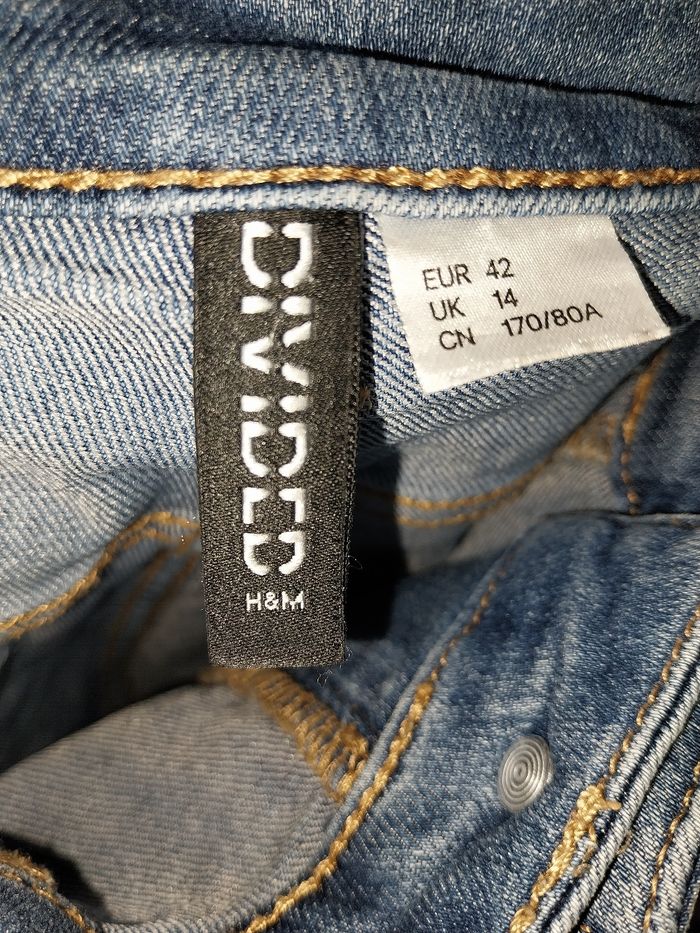 DIVIDED
H&M
EUR 42
UK 14
CN 170/80A